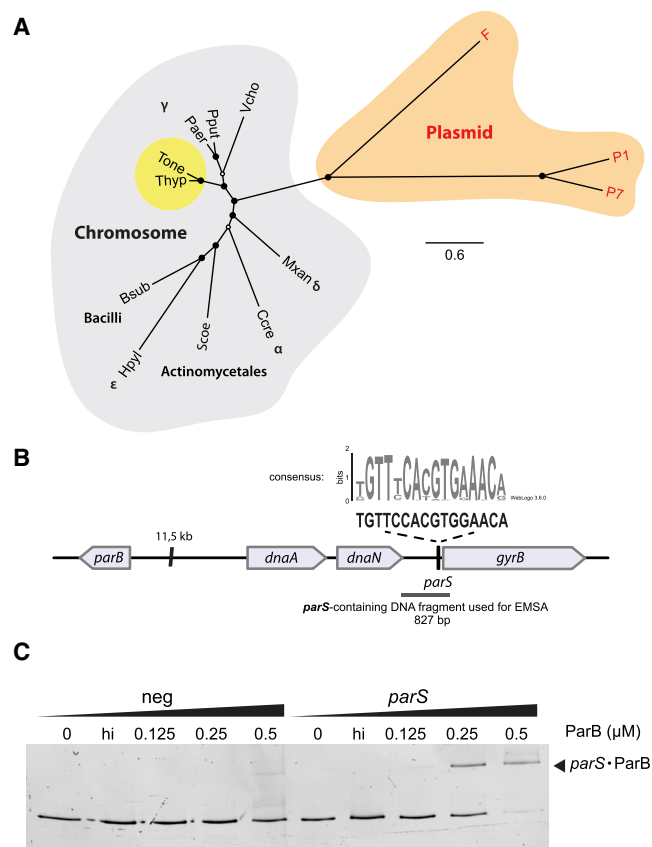 A
γ
Vcho
Pput
Paer
Tone
Thyp
F
Plasmid
P1
P7
0.6
Chromosome
Mxan δ
Bsub
Bacilli
Ccre
α
Scoe
Hpyl
ε
Actinomycetales
B
consensus:
2
bits
1
0
TGTTTCACGTGAAACA
WebLogo 3.6.0
TGTTCCACGTGGAACA
11,5 kb
parB
dnaA
dnaN
gyrB
parS
parS-containing DNA fragment used for EMSA
827 bp
C
neg
parS
0 hi 0.125 0.25 0.5 0 hi 0.125 0.25 0.5 ParB (µM)
◀ parS•ParB